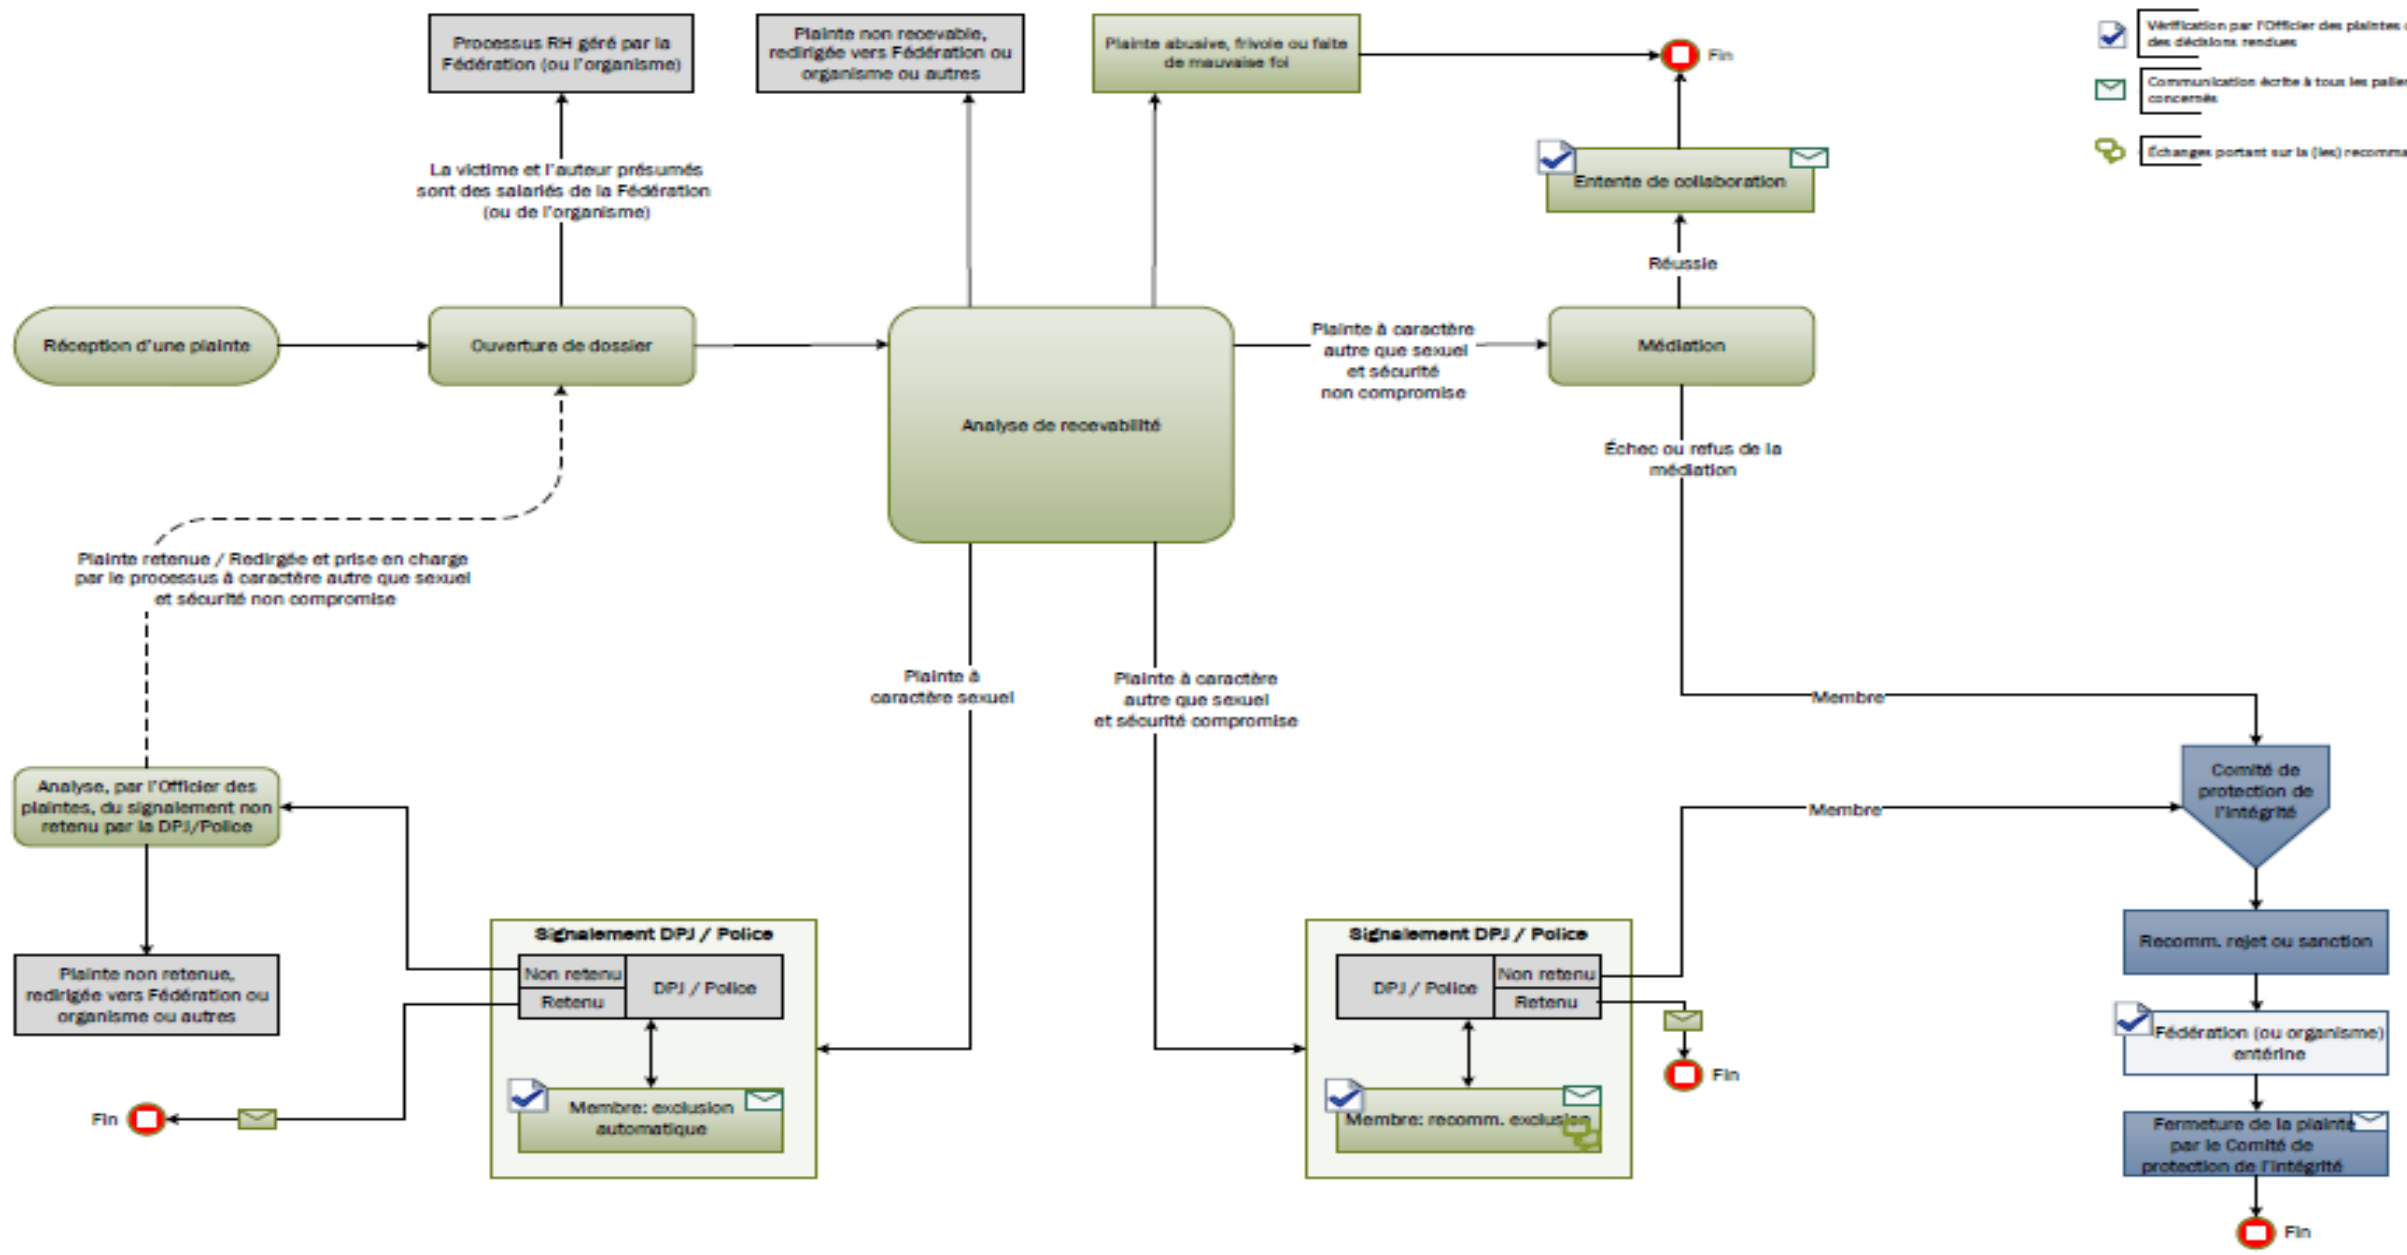 Processus RH géré par la
Fédération (ou l'organisme)
Plainte non recevable,
redirigée vers Fédération ou
organisme ou autres
Plainte abusive, frivole ou faite
de mauvaise foi
Fin
Vérification par l'Officier des plaintes
des décisions rendues
Communication écrite à tous les
concernés
Échanges portant sur la (les)
La victime et l'auteur présumés
sont des salariés de la Fédération
(ou de l'organisme)
Entente de collaboration
Réussie
Réception d'une plainte
Ouverture de dossier
Analyse de recevabilité
Plainte à caractère
autre que sexuel
et sécurité
non compromise
Médiation
Échec ou refus de la
médiation
Plainte retenue / Redirgée et prise en charge
par le processus à caractère autre que sexuel
et sécurité non compromise
Plainte à
caractère sexuel
Plainte à caractère
autre que sexuel
et sécurité compromise
Membre
Comité de
protection de
l'intégrité
Membre
Analyse, par l'Officier des
plaintes, du signalement non
retenu par la DPJ/Police
Plainte non retenue,
redirigée vers Fédération ou
organisme ou autres
Signalement DPJ / Police
Non retenu
Retenu
DPJ / Police
Membre: exclusion
automatique
Fin
Signalement DPJ / Police
DPJ / Police
Non retenu
Retenu
Membre: recomm. exclusion
Fin
Recomm. rejet ou sanction
Fédération (ou organisme)
entérine
Fermeture de la plainte
par le Comité de
protection de l'intégrité
Fin